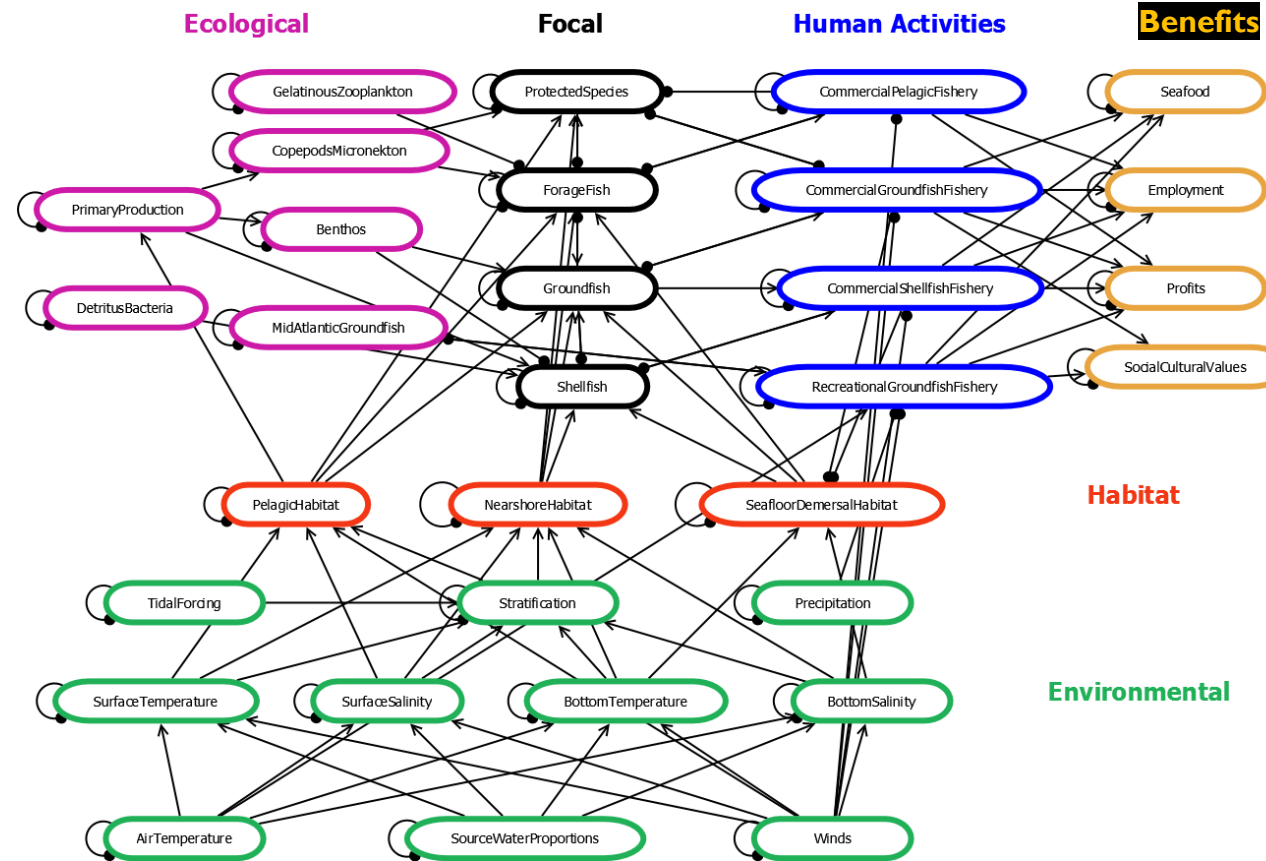 Ecological
Focal
Human Activities
Benefits
GelatinousZooplankton
ProtectedSpecies
CommercialPelagicFishery
Seafood
CopepodsMicronekton
PrimaryProduction
ForageFish
CommercialGroundfishFishery
Employment
Benthos
DetritusBacteria
Groundfish
CommercialShellfishFishery
Profits
MidAtlanticGroundfish
Shellfish
RecreationalGroundfishFishery
SocialCulturalValues
PelagicHabitat
NearshoreHabitat
SeafloorDemersalHabitat
Habitat
TidalForcing
Stratification
Precipitation
SurfaceTemperature
SurfaceSalinity
BottomTemperature
BottomSalinity
Environmental
AirTemperature
SourceWaterProportions
Winds